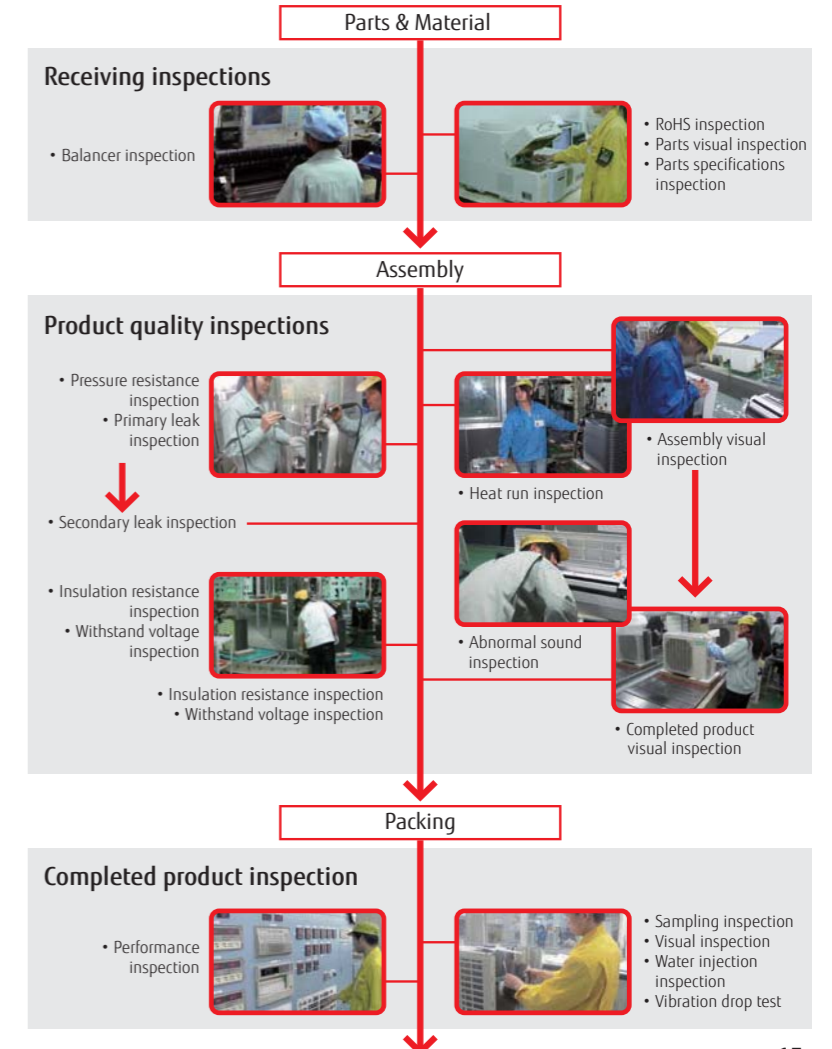 Parts & Material
Receiving inspections
• Balancer inspection
• RoHS inspection
• Parts visual inspection
• Parts specifications
inspection
Assembly
Product quality inspections
• Pressure resistance
inspection
• Primary leak
inspection
• Secondary leak inspection
• Heat run inspection
• Assembly visual
inspection
• Insulation resistance
inspection
• Withstand voltage
inspection
• Insulation resistance inspection
• Withstand voltage inspection
• Abnormal sound
inspection
• Completed product
visual inspection
Packing
Completed product inspection
• Performance
inspection
• Sampling inspection
• Visual inspection
• Water injection
inspection
• Vibration drop test